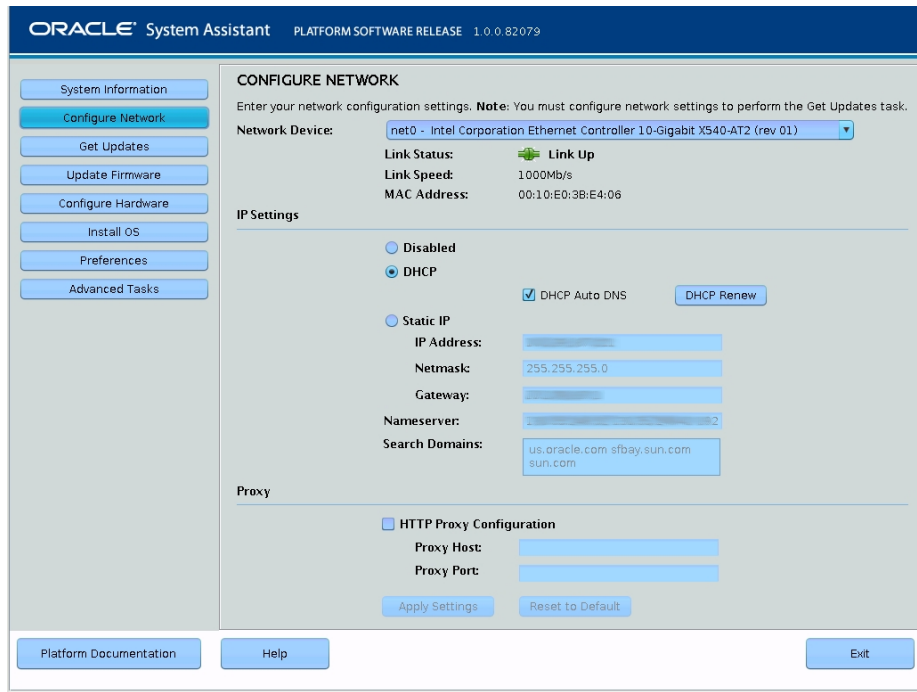 ORACLE® System Assistant PLATFORM SOFTWARE RELEASE 1.0.0.82079
System Information
Configure Network
Get Updates
Update Firmware
Configure Hardware
Install OS
Preferences
Advanced Tasks
CONFIGURE NETWORK
Enter your network configuration settings. Note: You must configure network settings to perform the Get Updates task.
Network Device: net0 - Intel Corporation Ethernet Controller 10-Gigabit X540-AT2 (rev 01)
Link Status: Link Up
Link Speed: 1000Mb/s
MAC Address: 00:10:E0:3B:E4:06
IP Settings
Disabled
DHCP
DHCP Auto DNS DHCP Renew
Static IP
IP Address:
Netmask: 255.255.255.0
Gateway:
Nameserver:
Search Domains: us.oracle.com sfbay.sun.com
sun.com
Proxy
HTTP Proxy Configuration
Proxy Host:
Proxy Port:
Apply Settings Reset to Default
Platform Documentation Help Exit